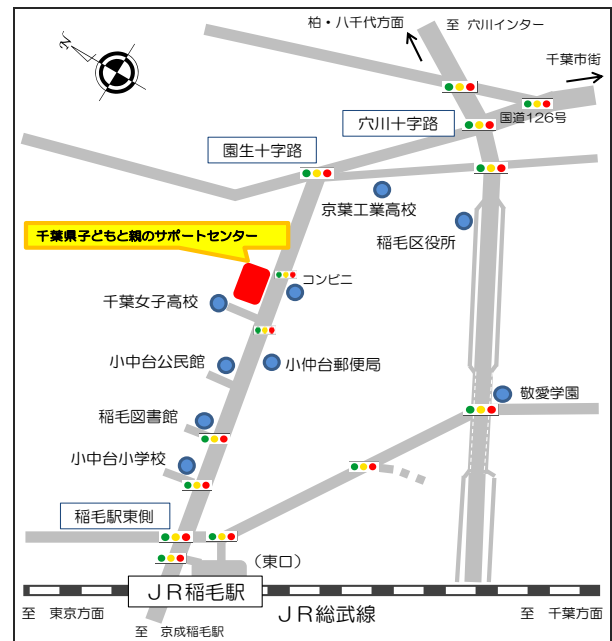 柏・八千代方面
至 穴川インター
千葉市街
国道126号
穴川十字路
園生十字路
京葉工業高校
稲毛区役所
千葉県子どもと親のサポートセンター
コンビニ
千葉女子高校
小中台公民館
小仲台郵便局
敬愛学園
稲毛図書館
小中台小学校
稲毛駅東側
(東口)
JR稲毛駅
至 東京方面
JR総武線
至 千葉方面
至 京成稲毛駅
N